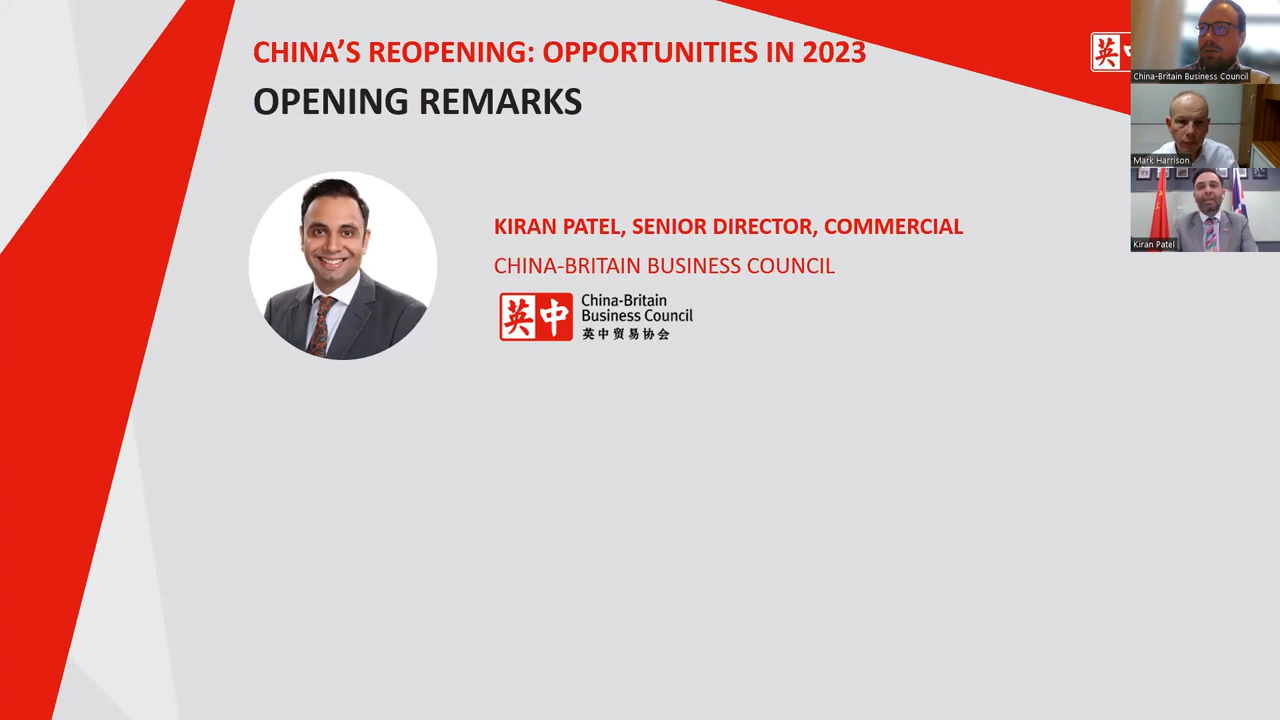 CHINA'S REOPENING: OPPORTUNITIES IN 2023
OPENING REMARKS
KIRAN PATEL, SENIOR DIRECTOR, COMMERCIAL
CHINA-BRITAIN BUSINESS COUNCIL
英中
China-Britain
Business Council
英中贸易协会
英
China-Britain Business Council
Mark Harrison
Kiran Patel